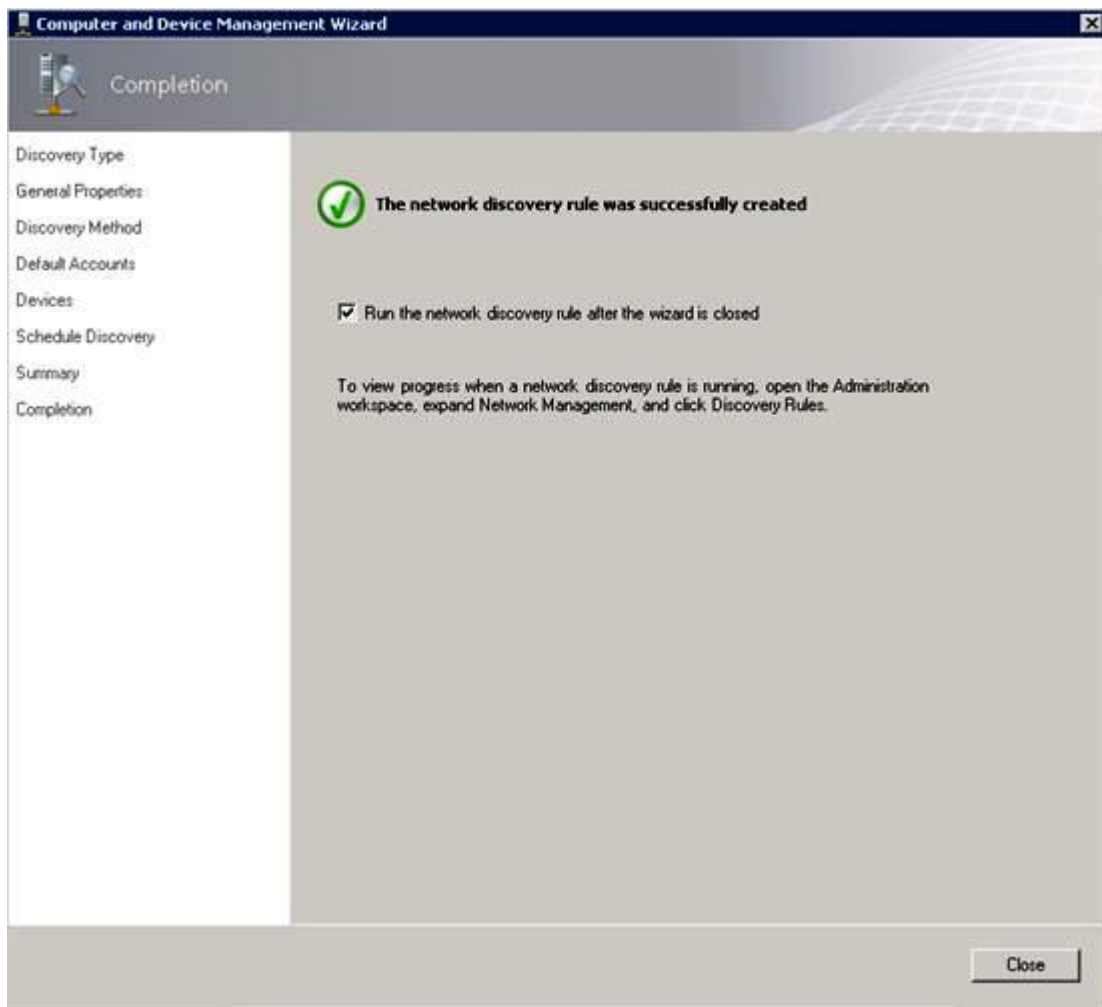 Computer and Device Management Wizard
Completion
Discovery Type
General Properties
Discovery Method
Default Accounts
Devices
Schedule Discovery
Summary
Completion
The network discovery rule was successfully created
Run the network discovery rule after the wizard is closed
To view progress when a network discovery rule is running, open the Administration
workspace, expand Network Management, and click Discovery Rules.
Close